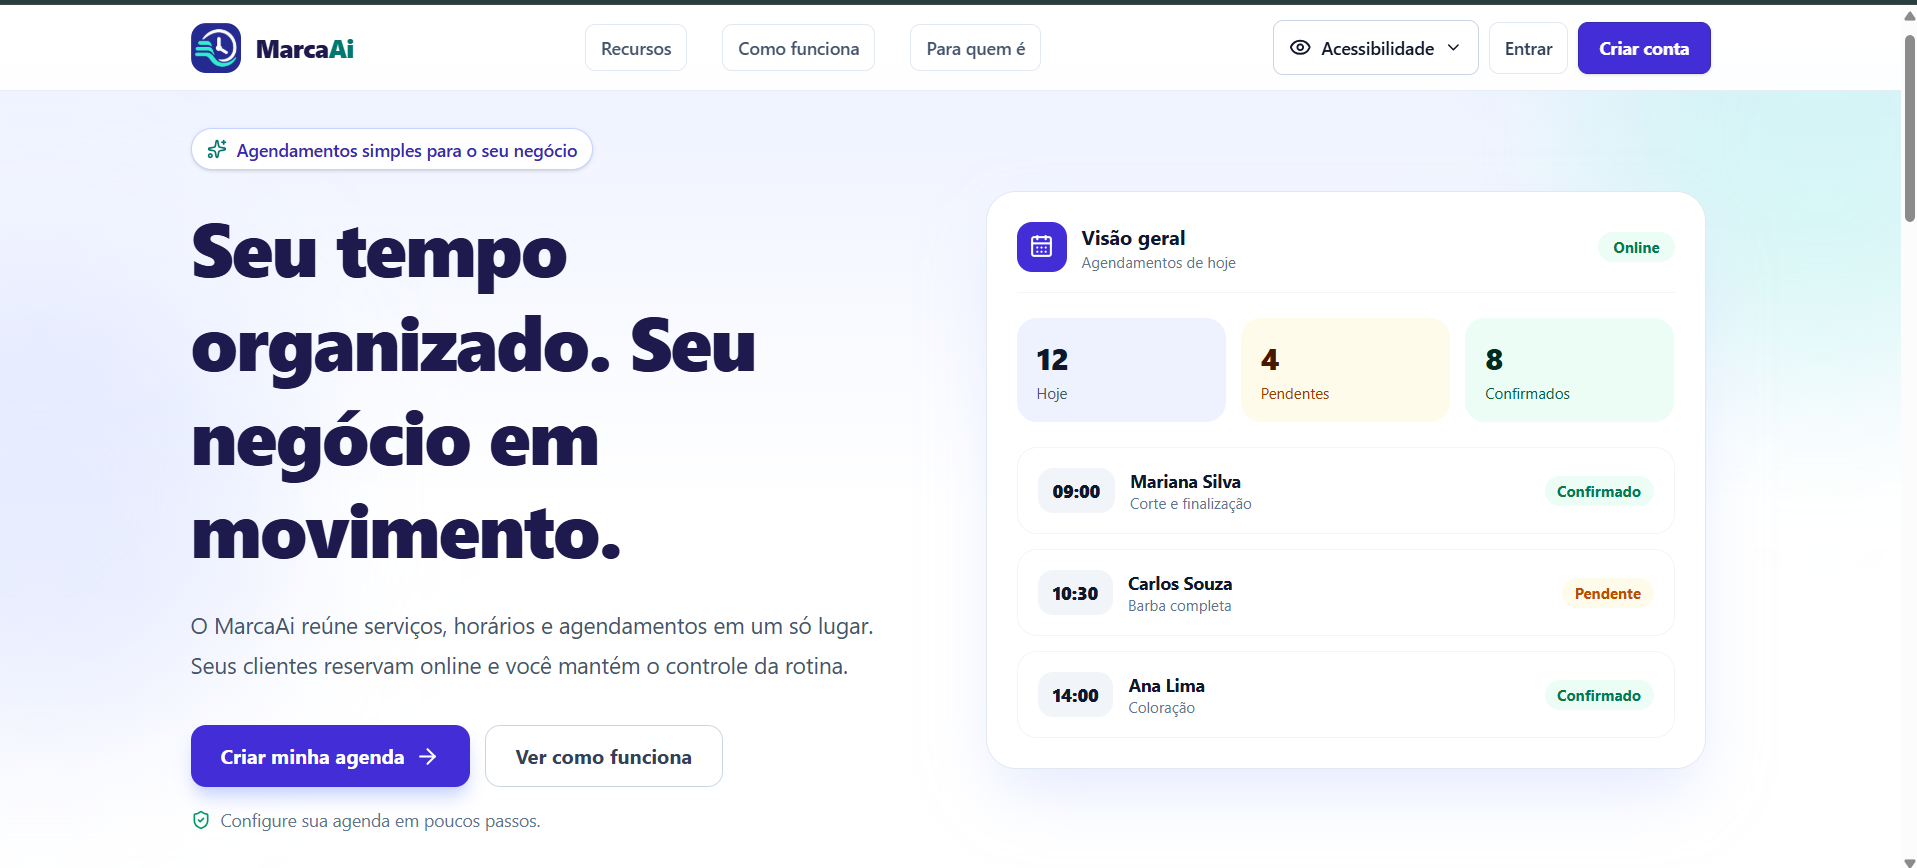 MarcaAi
Recursos
Como funciona
Para quem é
Acessibilidade
Entrar
Criar conta
Agendamentos simples para o seu negócio
Seu tempo
organizado. Seu
negócio em
movimento.
O MarcaAi reúne serviços, horários e agendamentos em um só lugar.
Seus clientes reservam online e você mantém o controle da rotina.
Criar minha agenda
Ver como funciona
Configure sua agenda em poucos passos.
Visão geral
Agendamentos de hoje
Online
12
Hoje
4
Pendentes
8
Confirmados
09:00
Mariana Silva
Corte e finalização
Confirmado
10:30
Carlos Souza
Barba completa
Pendente
14:00
Ana Lima
Coloração
Confirmado